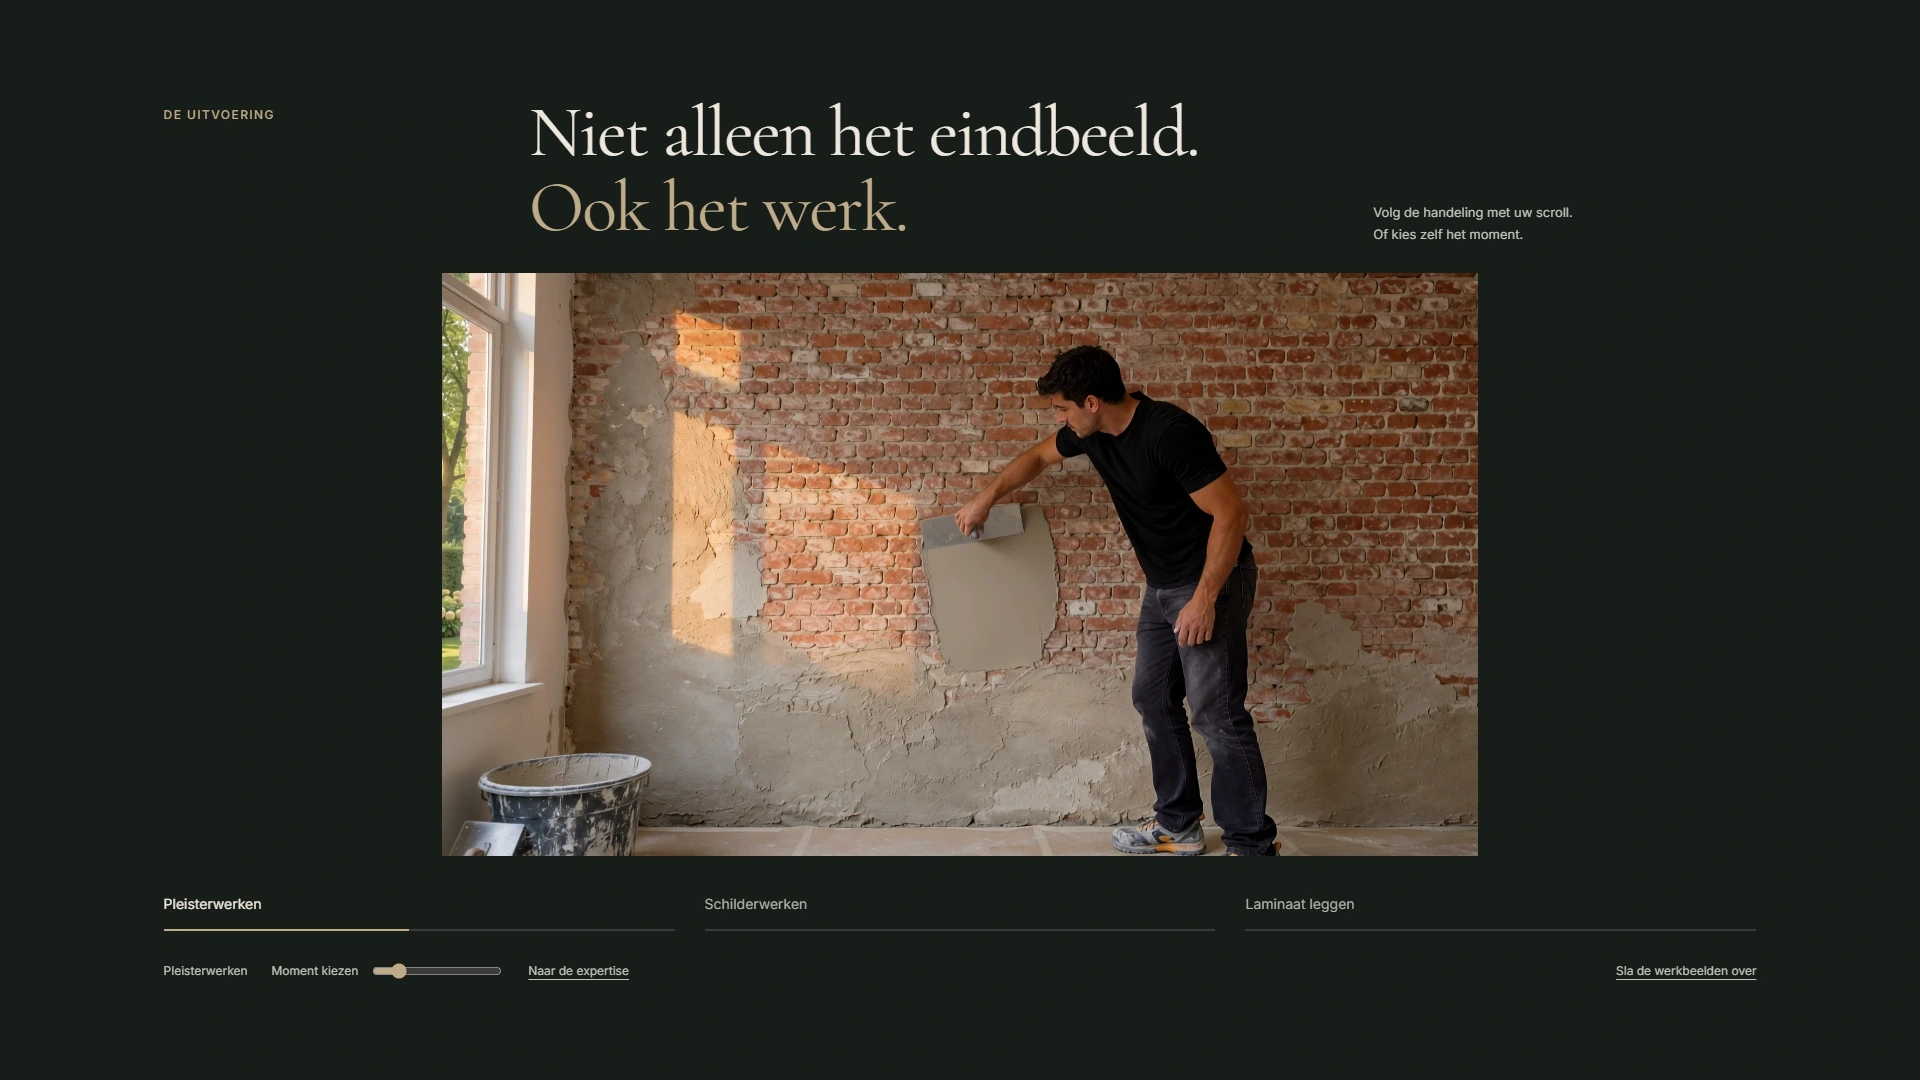 DE UITVOERING
Niet alleen het eindbeeld.
Ook het werk.
Volg de handeling met uw scroll.
Of kies zelf het moment.
Pleisterwerken
Schilderwerken
Laminaat leggen
Pleisterwerken
Moment kiezen
Naar de expertise
Sla de werkbeelden over